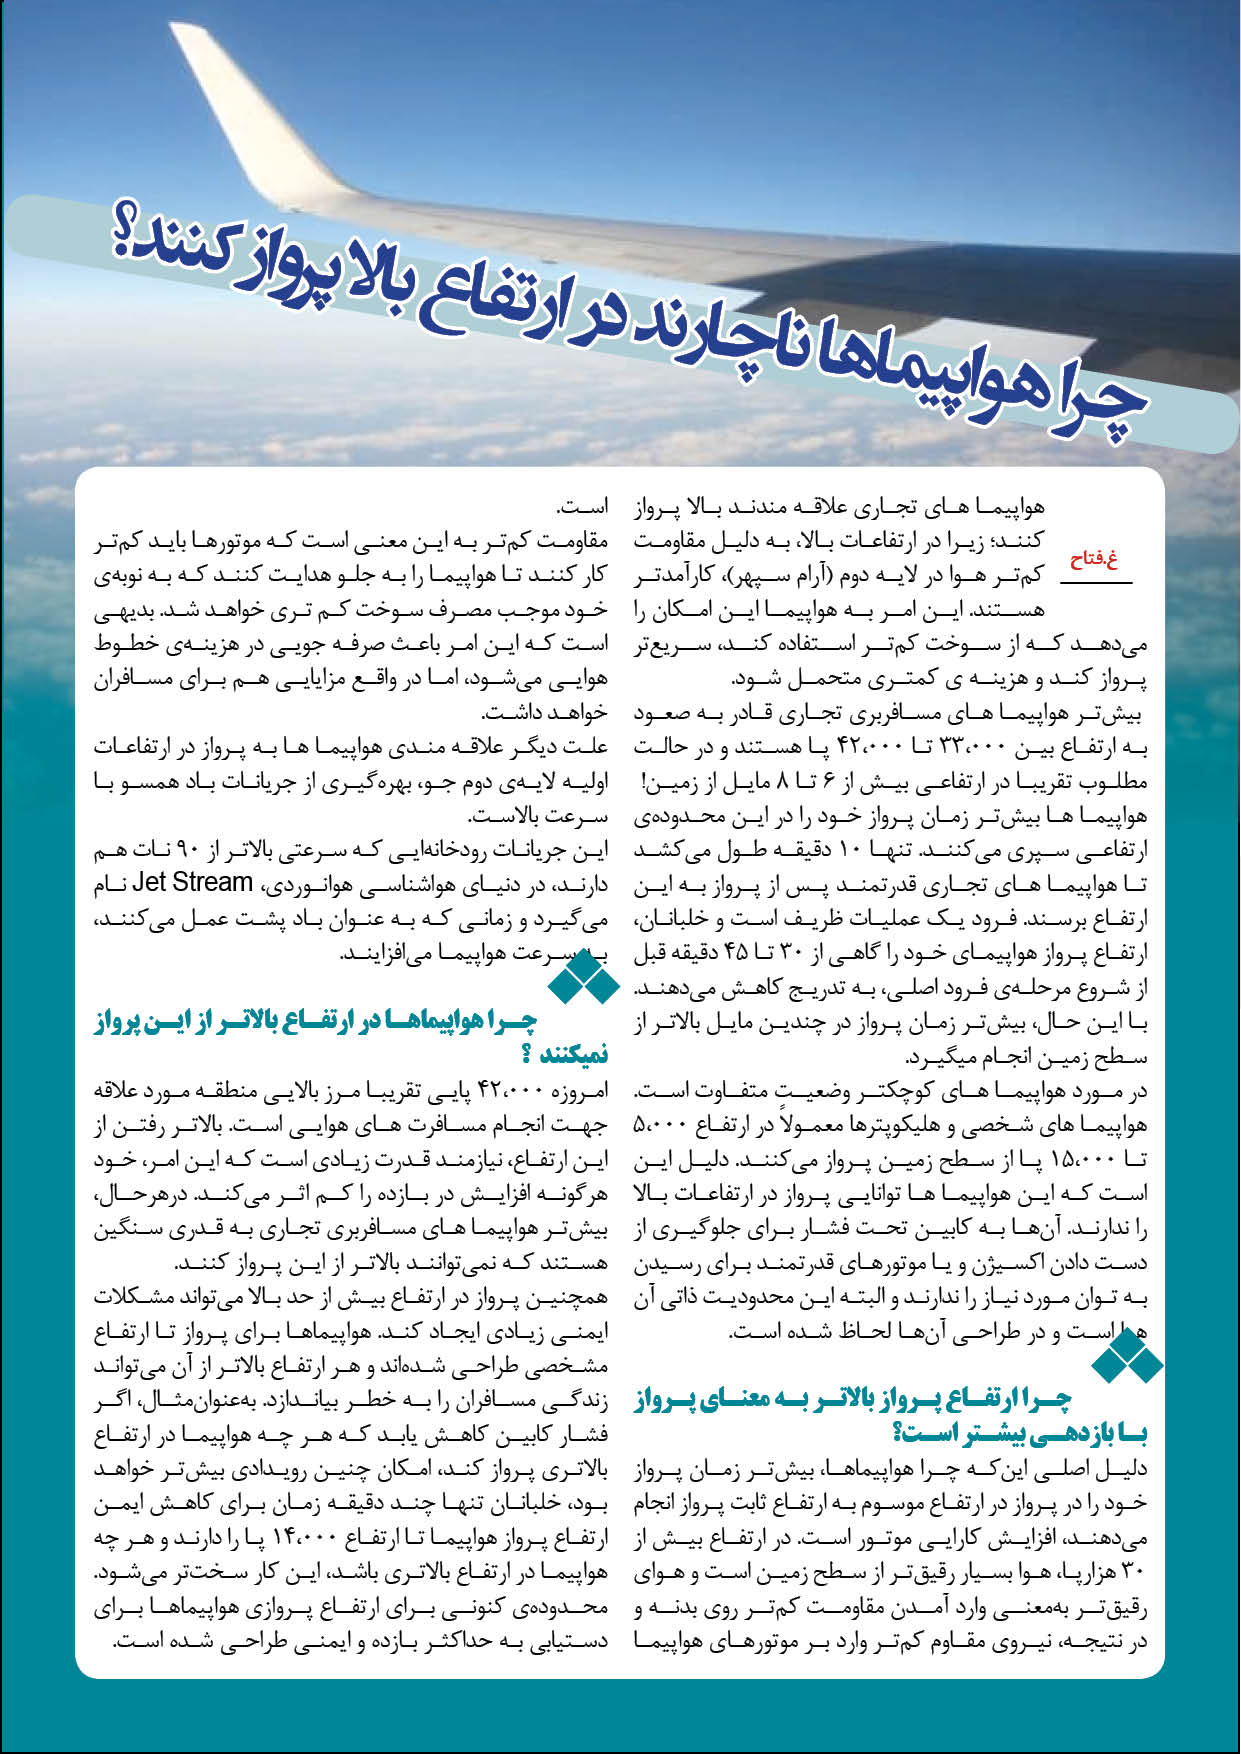 چرا هواپیماها ناچارند در ارتفاع بالا پرواز کنند؟
غ.فتاح
هواپیما های تجاری علاقه مندند بالا پرواز
کنند؛ زیرا در ارتفاعات بالا، به دلیل مقاومت
کم‌تر هوا در لایه دوم (آرام سپهر)، کارآمدتر
هستند. این امر به هواپیما این امکان را
می‌دهد که از سوخت کم‌تر استفاده کند، سریع‌تر
پرواز کند و هزینه ی کمتری متحمل شود.
بیش‌تر هواپیما های مسافربری تجاری قادر به صعود
به ارتفاع بین ۳۳،۰۰۰ تا ۴۲،۰۰۰ پا هستند و در حالت
مطلوب تقریبا در ارتفاعی بیش از ۶ تا ۸ مایل از زمین!
هواپیما ها بیش‌تر زمان پرواز خود را در این محدوده‌ی
ارتفاعی سپری می‌کنند. تنها ۱۰ دقیقه طول می‌کشد
تا هواپیما های تجاری قدرتمند پس از پرواز به این
ارتفاع برسند. فرود یک عملیات ظریف است و خلبانان،
ارتفاع پرواز هواپیمای خود را گاهی از ۳۰ تا ۴۵ دقیقه قبل
از شروع مرحله‌ی فرود اصلی، به تدریج کاهش می‌دهند.
با این حال، بیش‌تر زمان پرواز در چندین مایل بالاتر از
سطح زمین انجام میگیرد.
در مورد هواپیما های کوچکتر وضعیت متفاوت است.
هواپیما های شخصی و هلیکوپترها معمولاً در ارتفاع ۵،۰۰۰
تا ۱۵،۰۰۰ پا از سطح زمین پرواز می‌کنند. دلیل این
است که این هواپیما ها توانایی پرواز در ارتفاعات بالا
را ندارند. آن‌ها به کابین تحت فشار برای جلوگیری از
دست دادن اکسیژن و یا موتورهای قدرتمند برای رسیدن
به توان مورد نیاز را ندارند و البته این محدودیت ذاتی آن
ها است و در طراحی آن‌ها لحاظ شده است.
چرا ارتفاع پرواز بالاتر به معنای پرواز
با بازدهی بیشتر است؟
دلیل اصلی این‌که چرا هواپیماها، بیش‌تر زمان پرواز
خود را در پرواز در ارتفاع موسوم به ارتفاع ثابت پرواز انجام
می‌دهند، افزایش کارایی موتور است. در ارتفاع بیش از
۳۰ هزارپا، هوا بسیار رقیق‌تر از سطح زمین است و هوای
رقیق‌تر به‌معنی وارد آمدن مقاومت کم‌تر روی بدنه و
در نتیجه، نیروی مقاوم کم‌تر وارد بر موتورهای هواپیما
است.
مقاومت کم‌تر به این معنی است که موتورها باید کم‌تر
کار کنند تا هواپیما را به جلو هدایت کنند که به نوبه‌ی
خود موجب مصرف سوخت کم تری خواهد شد. بدیهی
است که این امر باعث صرفه جویی در هزینه‌ی خطوط
هوایی می‌شود، اما در واقع مزایایی هم برای مسافران
خواهد داشت.
علت دیگر علاقه مندی هواپیما ها به پرواز در ارتفاعات
اولیه لایه‌ی دوم جو، بهره‌گیری از جریانات باد همسو با
سرعت بالاست.
این جریانات رودخانه‌ایی که سرعتی بالاتر از ۹۰ نات هم
دارند، در دنیای هواشناسی هوانوردی، Jet Stream نام
می‌گیرد و زمانی که به عنوان باد پشت عمل می‌کنند،
به سرعت هواپیما می‌افزایند.
چرا هواپیماها در ارتفاع بالاتر از این پرواز
نمیکنند ؟
امروزه ۴۲،۰۰۰ پایی تقریبا مرز بالایی منطقه مورد علاقه
جهت انجام مسافرت های هوایی است. بالاتر رفتن از
این ارتفاع، نیازمند قدرت زیادی است که این امر، خود
هرگونه افزایش در بازده را کم اثر می‌کند. درهرحال،
بیش‌تر هواپیما های مسافربری تجاری به قدری سنگین
هستند که نمی‌توانند بالاتر از این پرواز کنند.
همچنین پرواز در ارتفاع بیش از حد بالا می‌تواند مشکلات
ایمنی زیادی ایجاد کند. هواپیماها برای پرواز تا ارتفاع
مشخصی طراحی شده‌اند و هر ارتفاع بالاتر از آن می‌تواند
زندگی مسافران را به خطر بیاندازد. به‌عنوان‌مثال، اگر
فشار کابین کاهش یابد که هر چه هواپیما در ارتفاع
بالاتری پرواز کند، امکان چنین رویدادی بیش‌تر خواهد
بود، خلبانان تنها چند دقیقه زمان برای کاهش ایمن
ارتفاع پرواز هواپیما تا ارتفاع ۱۴،۰۰۰ پا را دارند و هر چه
هواپیما در ارتفاع بالاتری باشد، این کار سخت‌تر می‌شود.
محدوده‌ی کنونی برای ارتفاع پروازی هواپیماها برای
دستیابی به حداکثر بازده و ایمنی طراحی شده است.